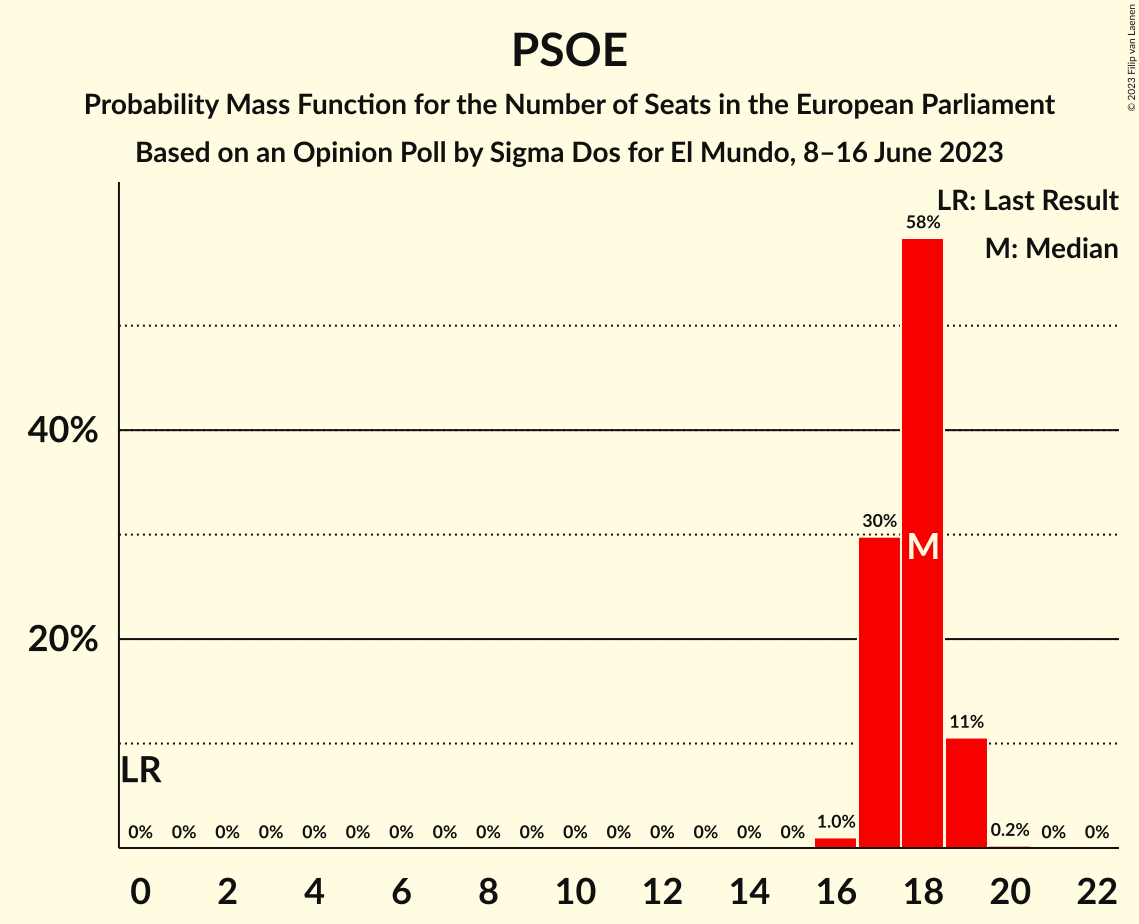 PSOE
Probability Mass Function for the Number of Seats in the European Parliament
Based on an Opinion Poll by Sigma Dos for El Mundo, 8–16 June 2023
© 2023 Filip van Laenen
LR: Last Result
M: Median
58%
40%
30%
M
20%
11%
LR
0% 0% 0% 0% 0% 0% 0% 0% 0% 0% 0% 0% 0% 0% 0% 0% 1.0% 0.2% 0% 0%
0 2 4 6 8 10 12 14 16 18 20 22